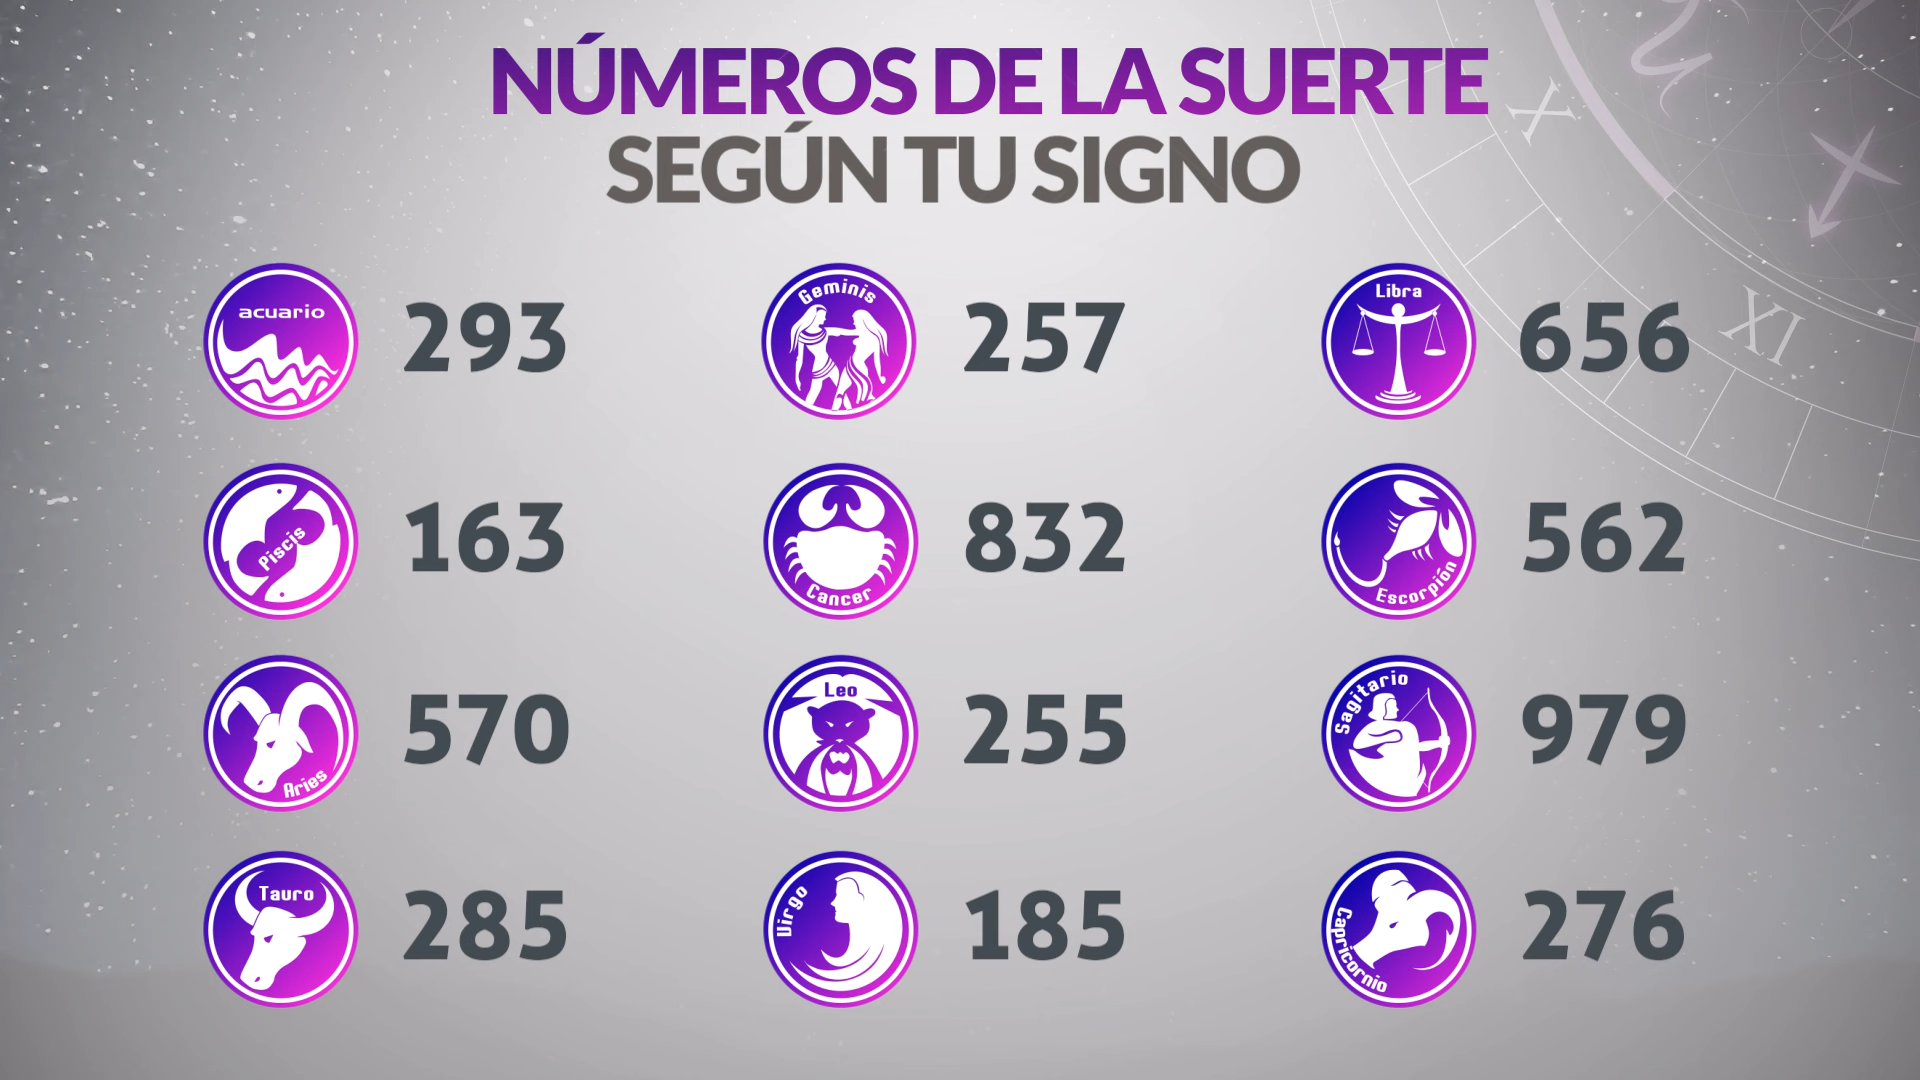 NÚMEROS DE LA SUERTE
SEGÚN TU SIGNO
acuario
293
Geminis
257
Libra
656
Piscis
163
Cancer
832
Escorpión
562
Aries
570
Leo
255
Sagitario
979
Tauro
285
Virgo
185
Capricornio
276
X
XI